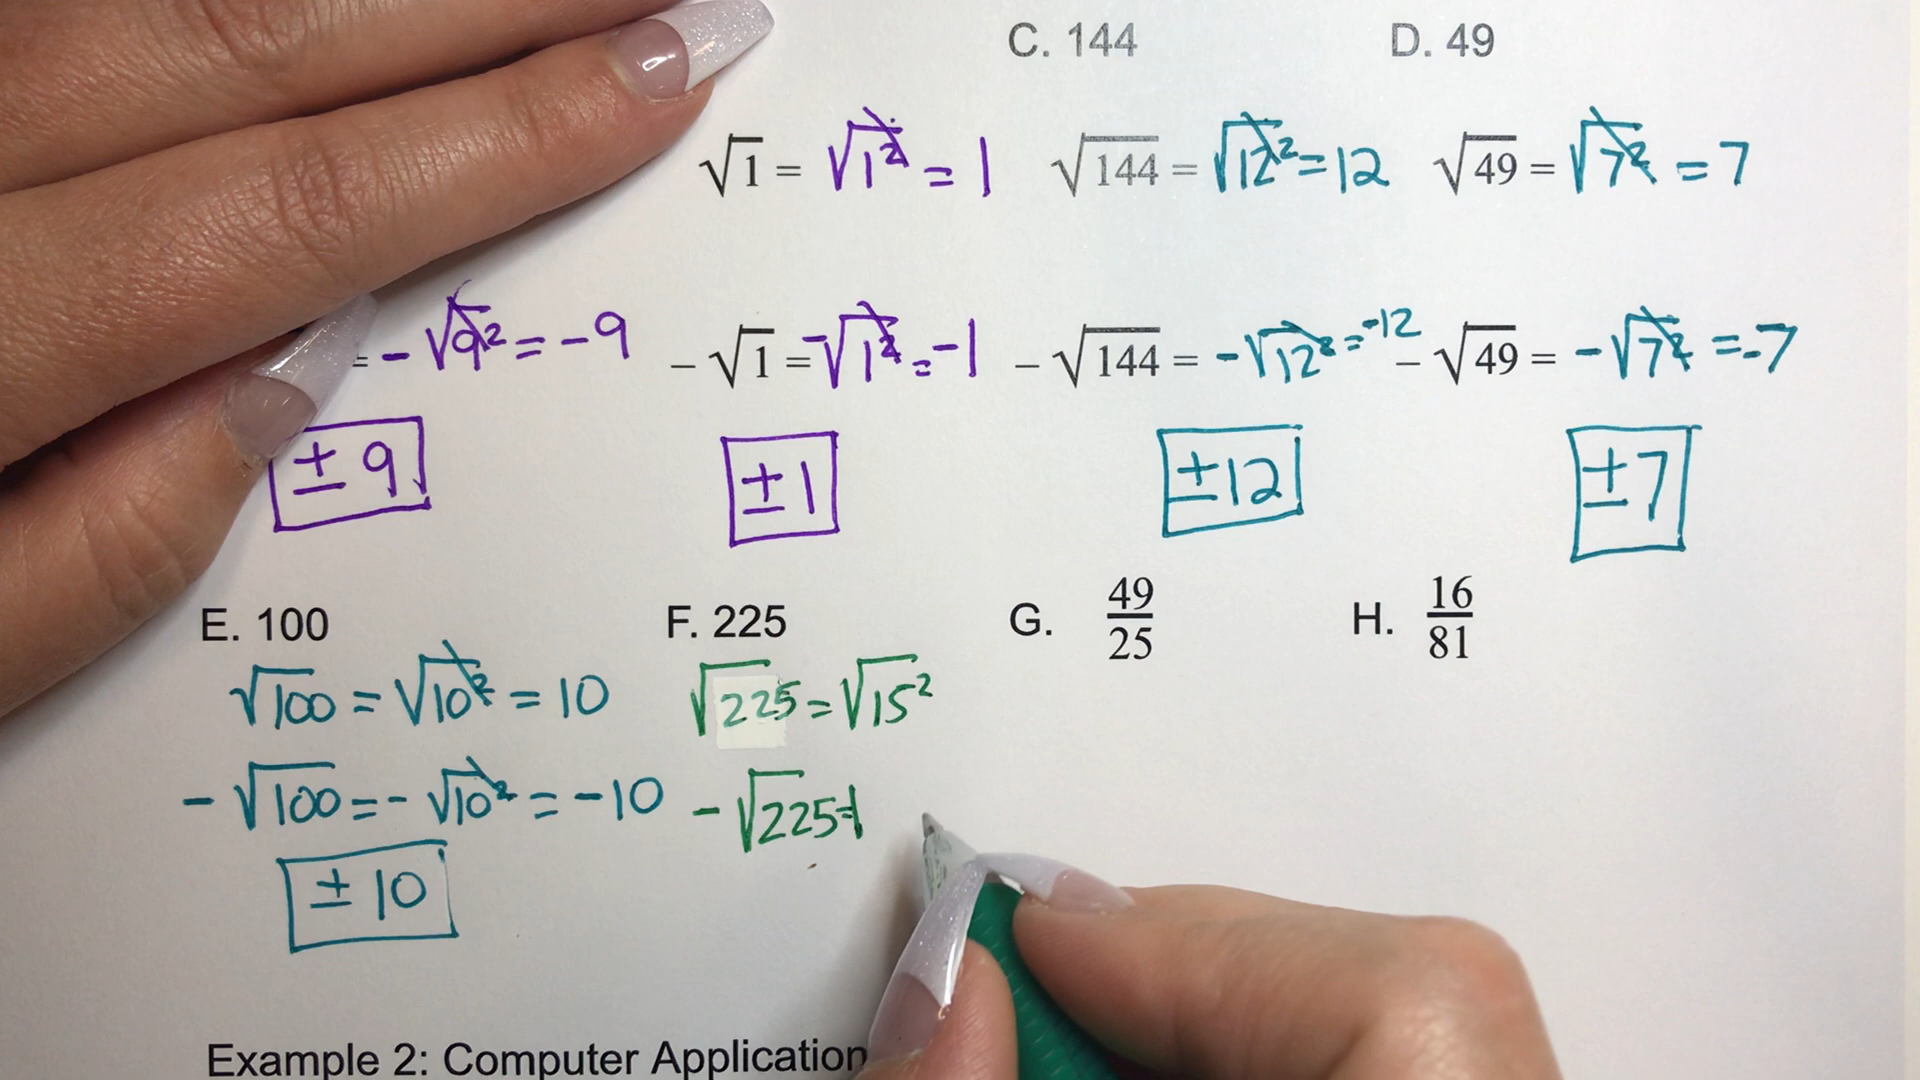 C. 144 D. 49
√1 = √1² = 1 √144 = √12² = 12 √49 = √7² = 7
= - √9² = -9 - √1 = -√1² = -1 - √144 = -√12² = -12 - √49 = -√7² = -7
± 9 ± 1 ±12 ±7
E. 100 F. 225 G. 49/25 H. 16/81
√100 = √10² = 10 √225 = √15²
- √100 = - √10² = -10 - √225 =
± 10
Example 2: Computer Application